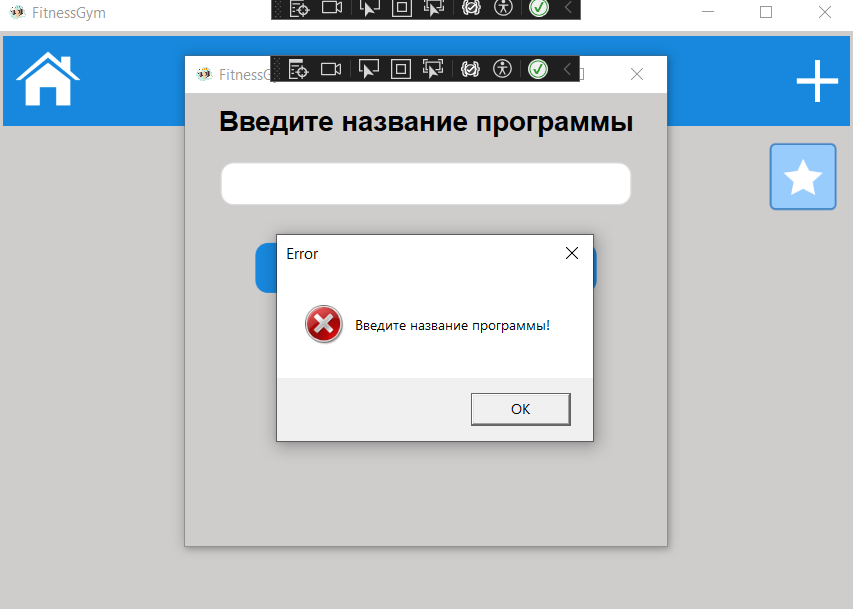 FitnessGym
FitnessG
Введите название программы
Error
Введите название программы!
OK